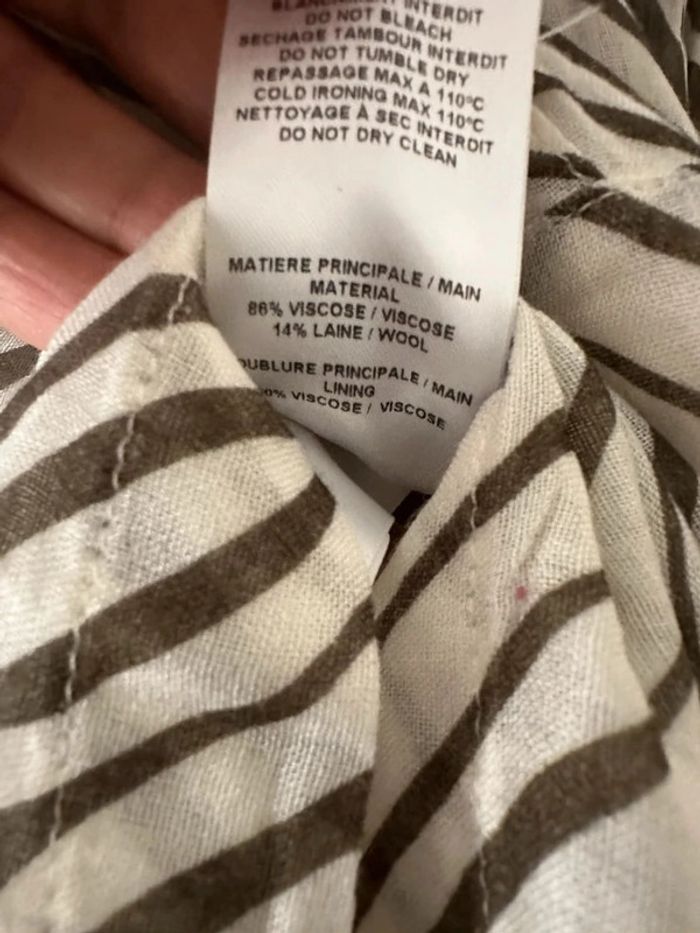 INTERDIT
DO NOT BLEACH
SECHAGE TAMBOUR INTERDIT
DO NOT TUMBLE DRY
REPASSAGE MAX A 110°C
COLD IRONING MAX 110°C
NETTOYAGE À SEC INTERDIT
DO NOT DRY CLEAN
MATIERE PRINCIPALE / MAIN
MATERIAL
86% VISCOSE / VISCOSE
14% LAINE / WOOL
OUBLURE PRINCIPALE / MAIN
LINING
0% VISCOSE / VISCOSE